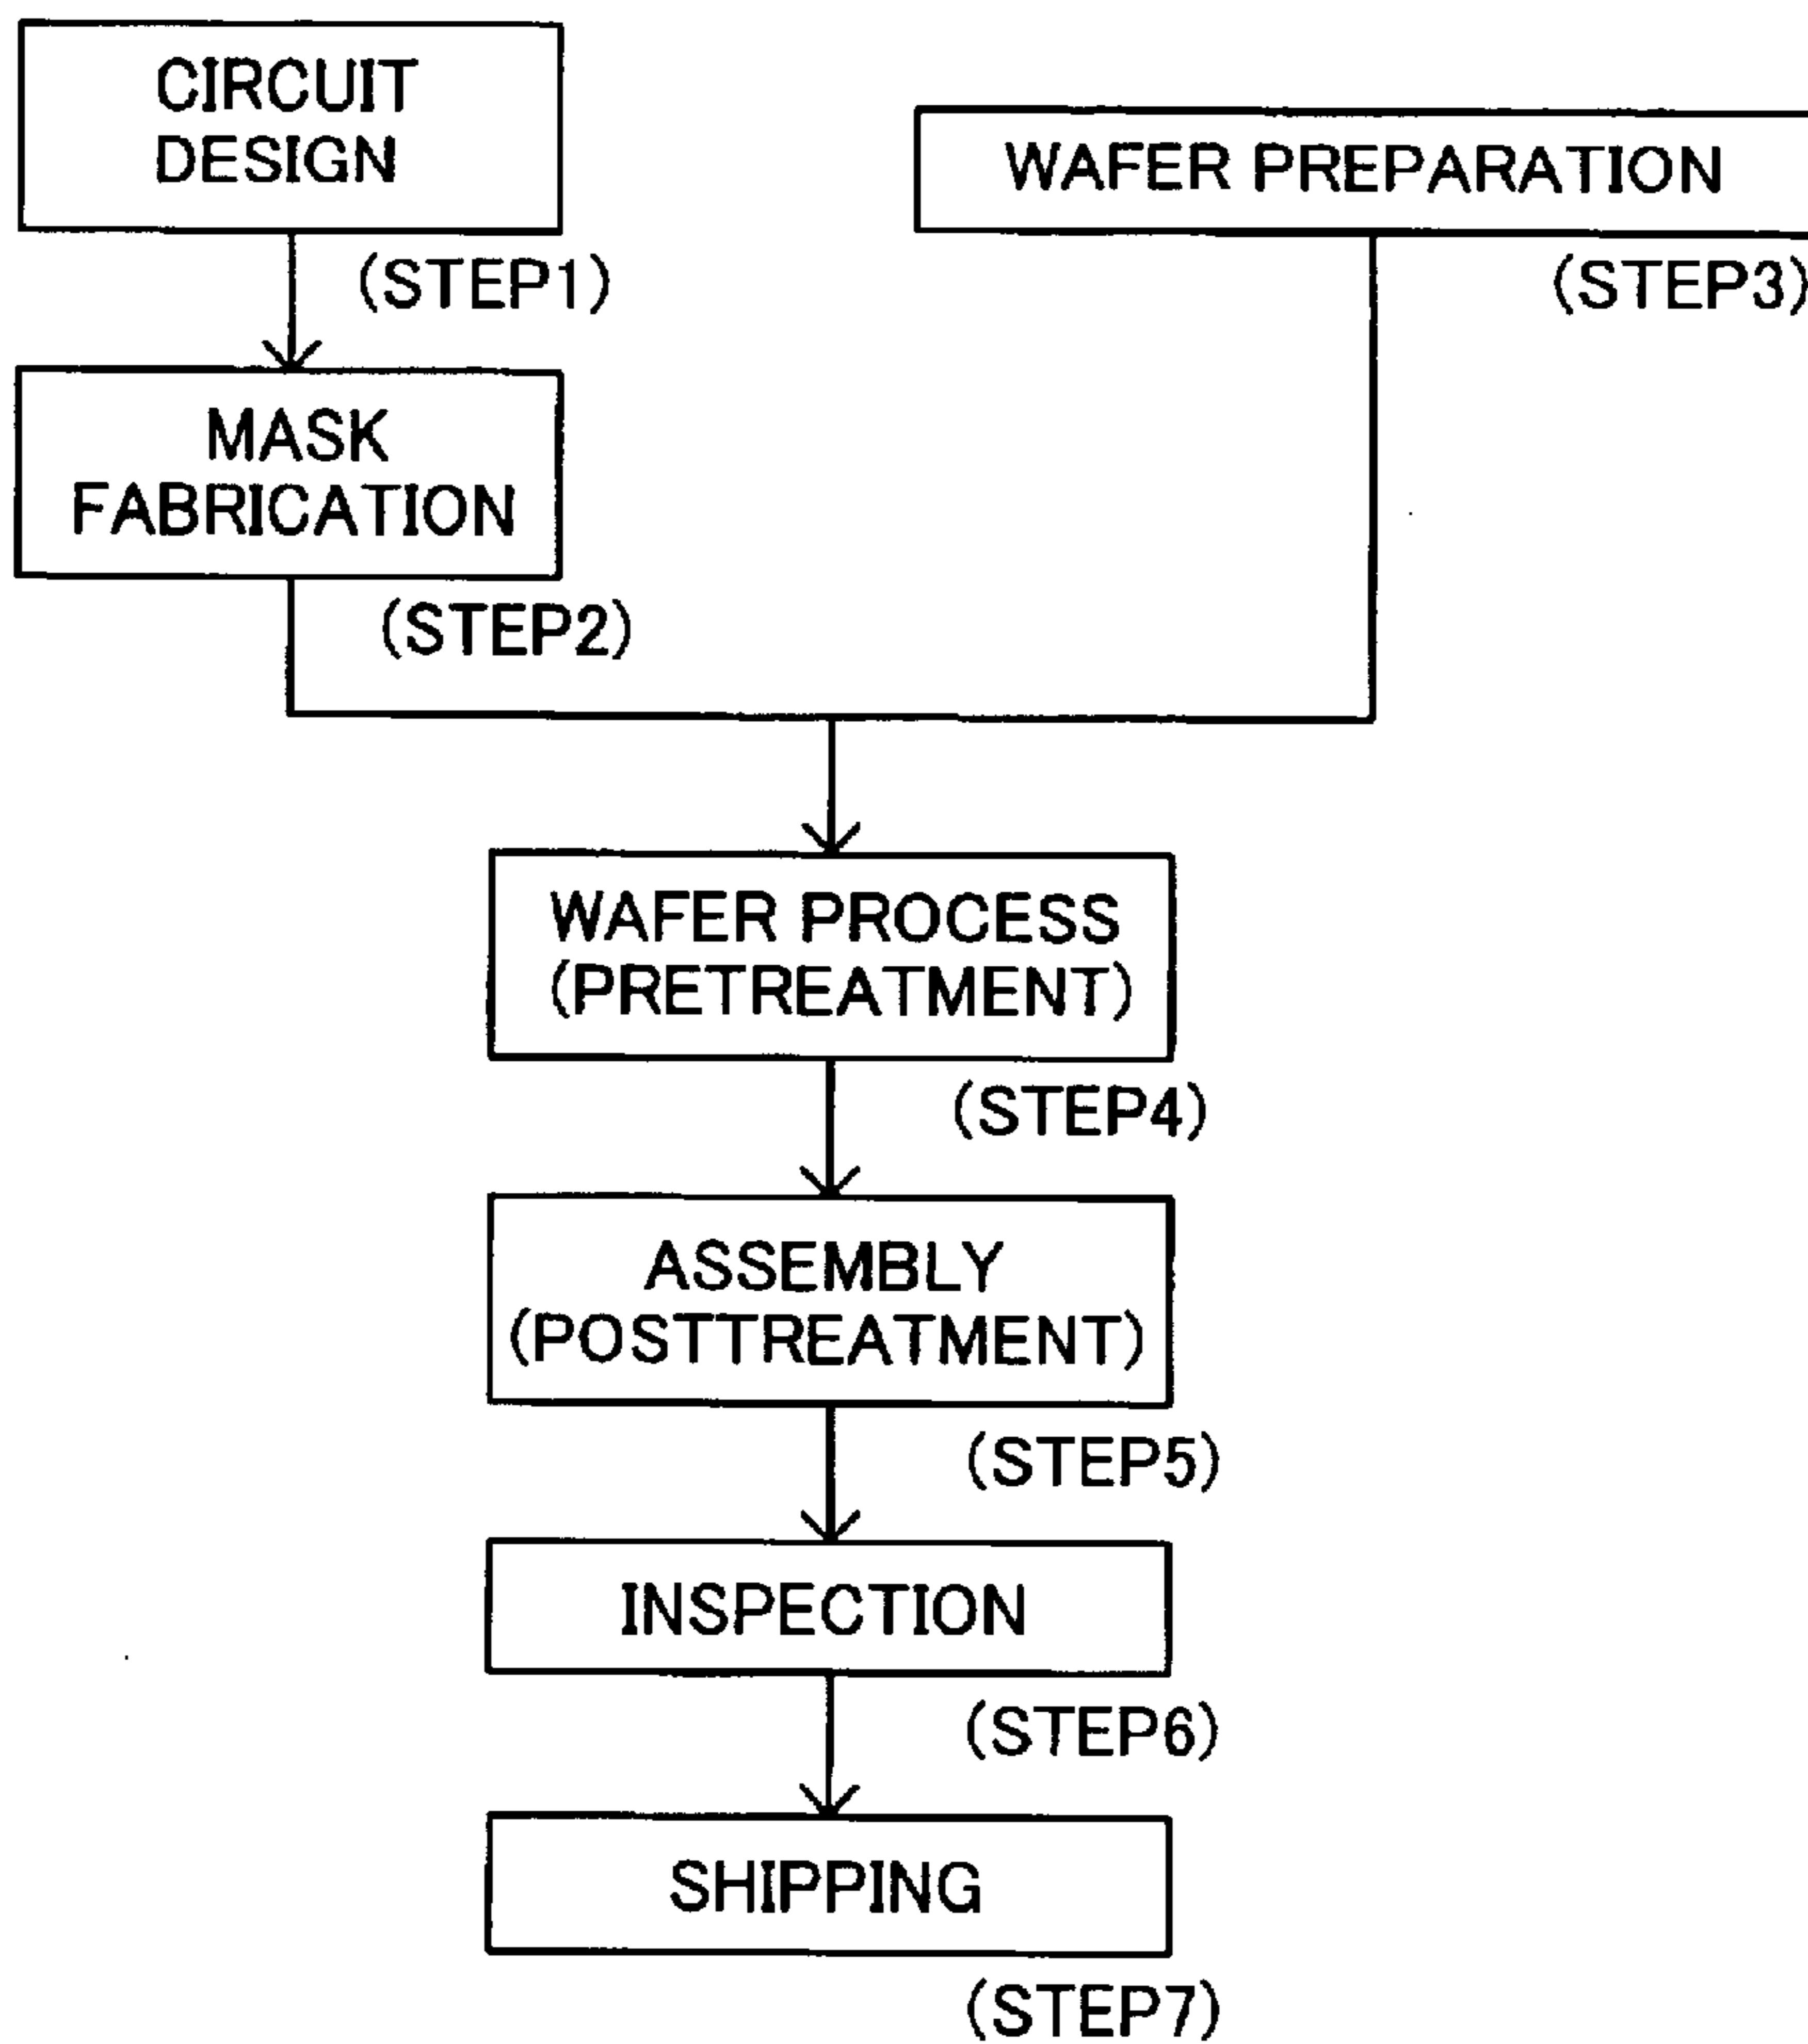 CIRCUIT
DESIGN
(STEP1)
WAFER PREPARATION
(STEP3)
MASK
FABRICATION
(STEP2)
WAFER PROCESS
(PRETREATMENT)
(STEP4)
ASSEMBLY
(POSTTREATMENT)
(STEP5)
INSPECTION
(STEP6)
SHIPPING
(STEP7)